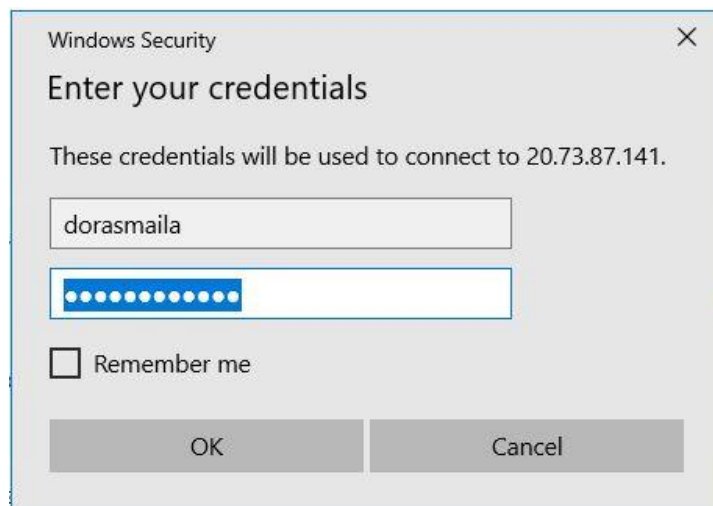 Windows Security
Enter your credentials
These credentials will be used to connect to 20.73.87.141.
dorasmaila
●●●●●●●●●●●●
Remember me
OK
Cancel